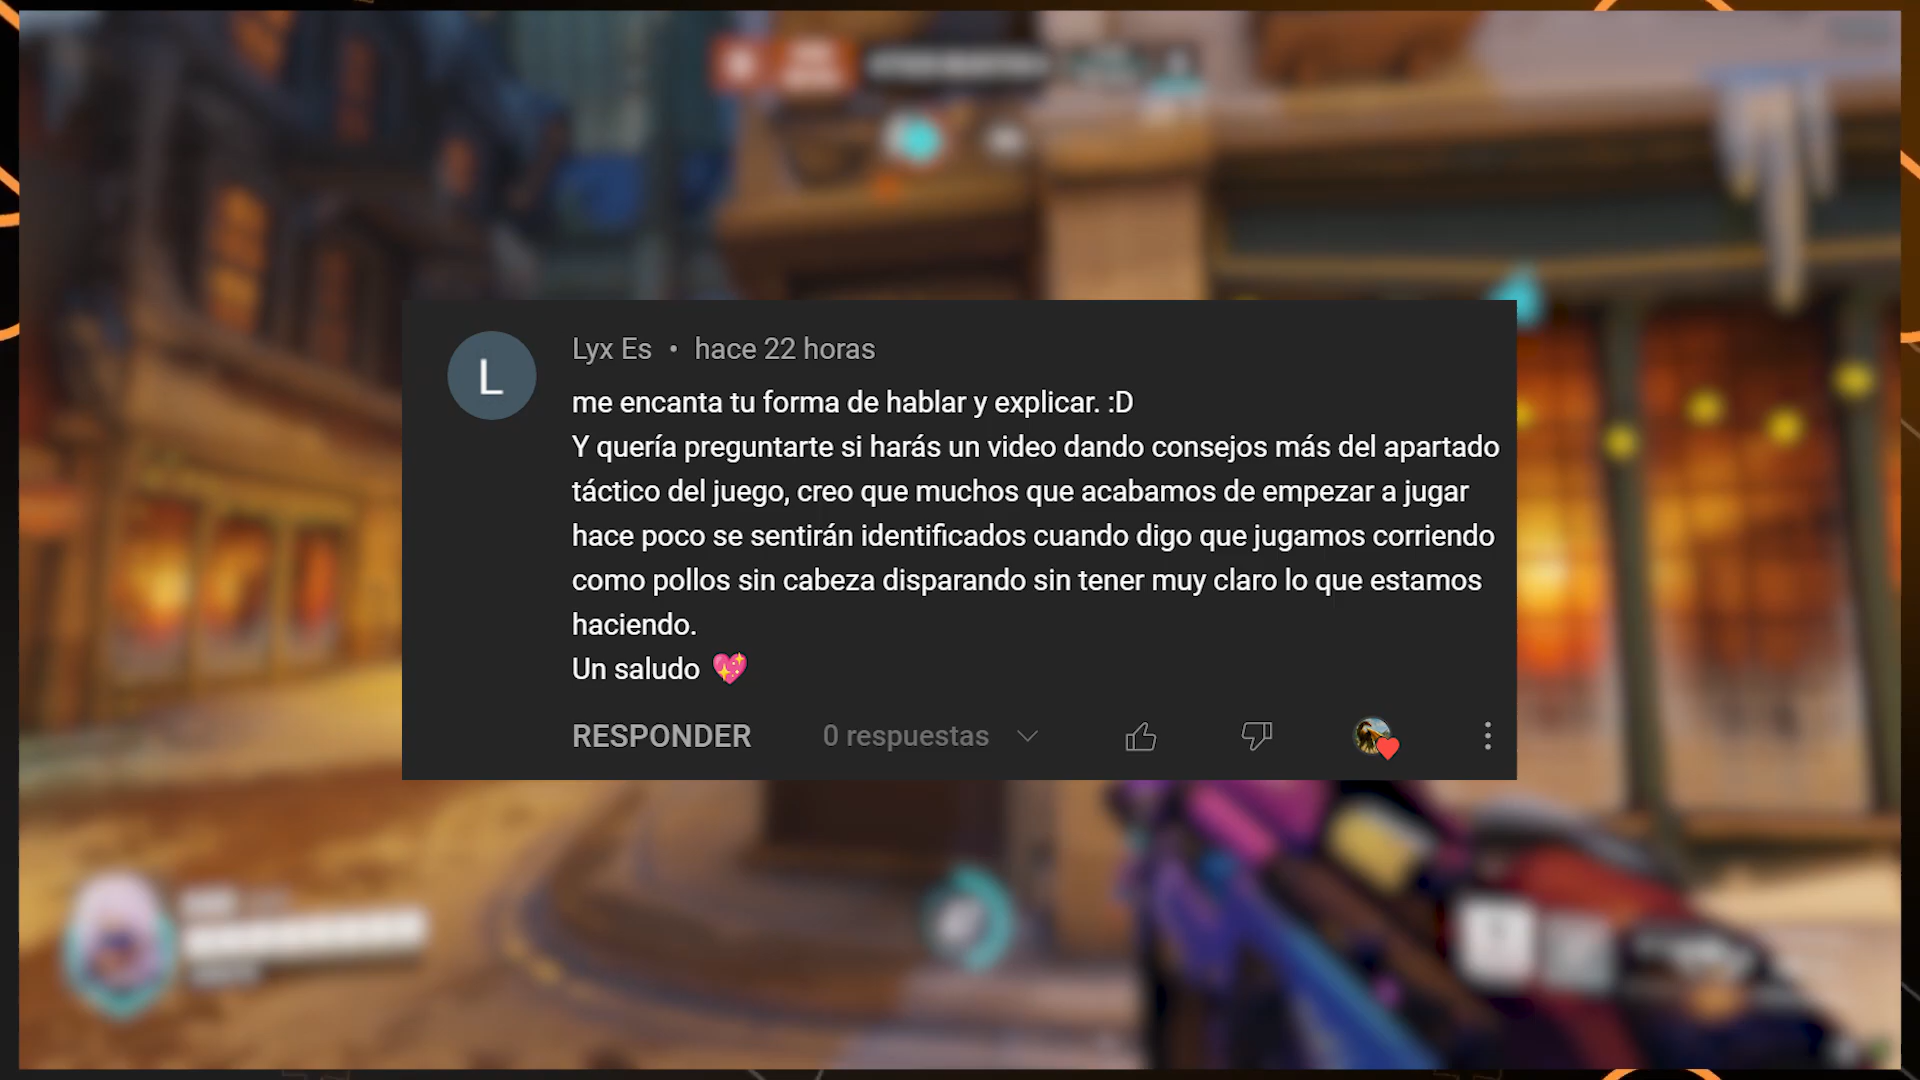 L
Lyx Es • hace 22 horas
me encanta tu forma de hablar y explicar. :D
Y quería preguntarte si harás un video dando consejos más del apartado
táctico del juego, creo que muchos que acabamos de empezar a jugar
hace poco se sentirán identificados cuando digo que jugamos corriendo
como pollos sin cabeza disparando sin tener muy claro lo que estamos
haciendo.
Un saludo 💖
RESPONDER 0 respuestas